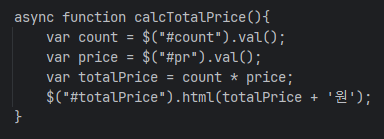 async function calcTotalPrice(){
    var count = $("#count").val();
    var price = $("#pr").val();
    var totalPrice = count * price;
    $("#totalPrice").html(totalPrice + '원');
}